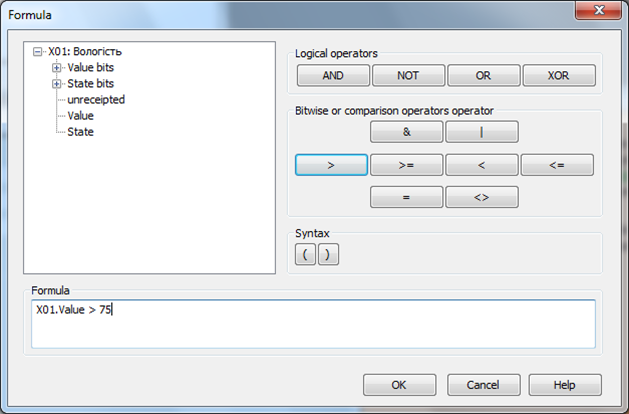 Formula
X01: Вологість
Value bits
State bits
unreceipted
Value
State
Logical operators
AND NOT OR XOR
Bitwise or comparison operators operator
& |
> >= < <=
= <>
Syntax
( )
Formula
X01.Value > 75
OK Cancel Help